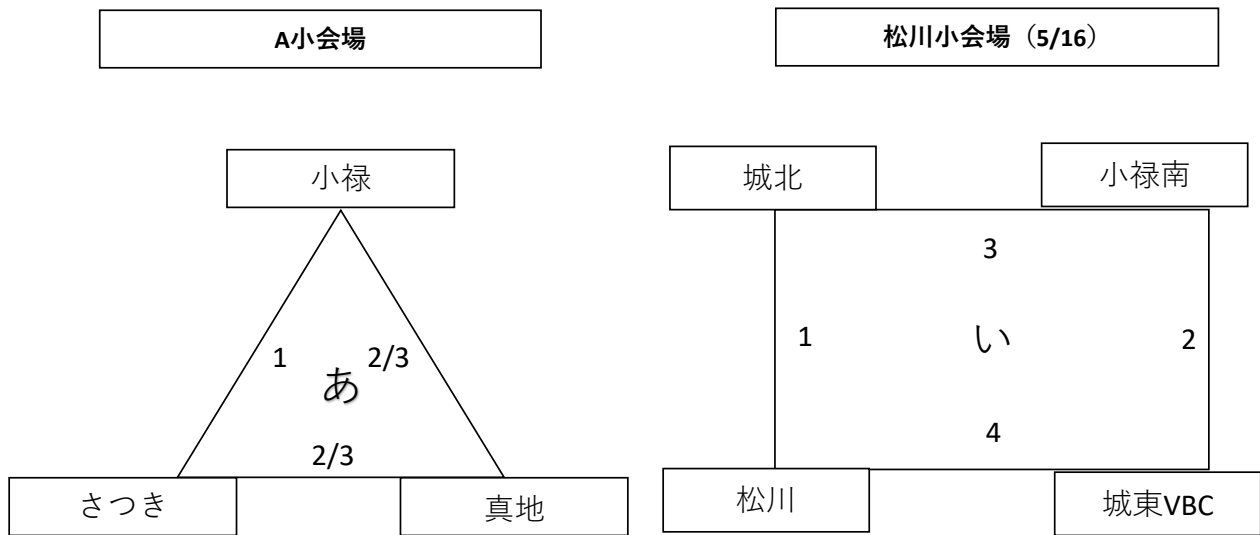 A小会場
松川小会場（5/16）
小禄
城北
小禄南
1
2/3
あ
2/3
3
1
い
2
4
さつき
真地
松川
城東VBC